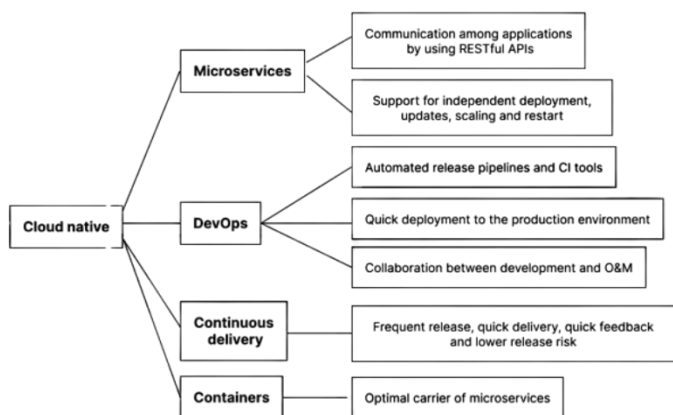 Cloud native
Microservices
Communication among applications
by using RESTful APIs
Support for independent deployment,
updates, scaling and restart
DevOps
Automated release pipelines and CI tools
Quick deployment to the production environment
Collaboration between development and O&M
Continuous
delivery
Frequent release, quick delivery, quick feedback
and lower release risk
Containers
Optimal carrier of microservices